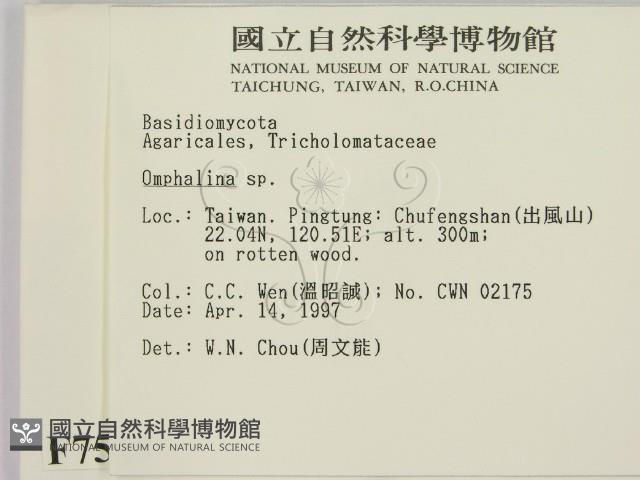 國立自然科學博物館
NATIONAL MUSEUM OF NATURAL SCIENCE
TAICHUNG, TAIWAN, R.O.CHINA
Basidiomycota
Agaricales, Tricholomataceae
Omphalina sp.
Loc.: Taiwan. Pingtung: Chufengshan(出風山)
22.04N, 120.51E; alt. 300m;
on rotten wood.
Col.: C.C. Wen(溫昭誠); No. CWN 02175
Date: Apr. 14, 1997
Det.: W.N. Chou(周文能)
國立自然科學博物館
NATIONAL MUSEUM OF NATURAL SCIENCE
F75